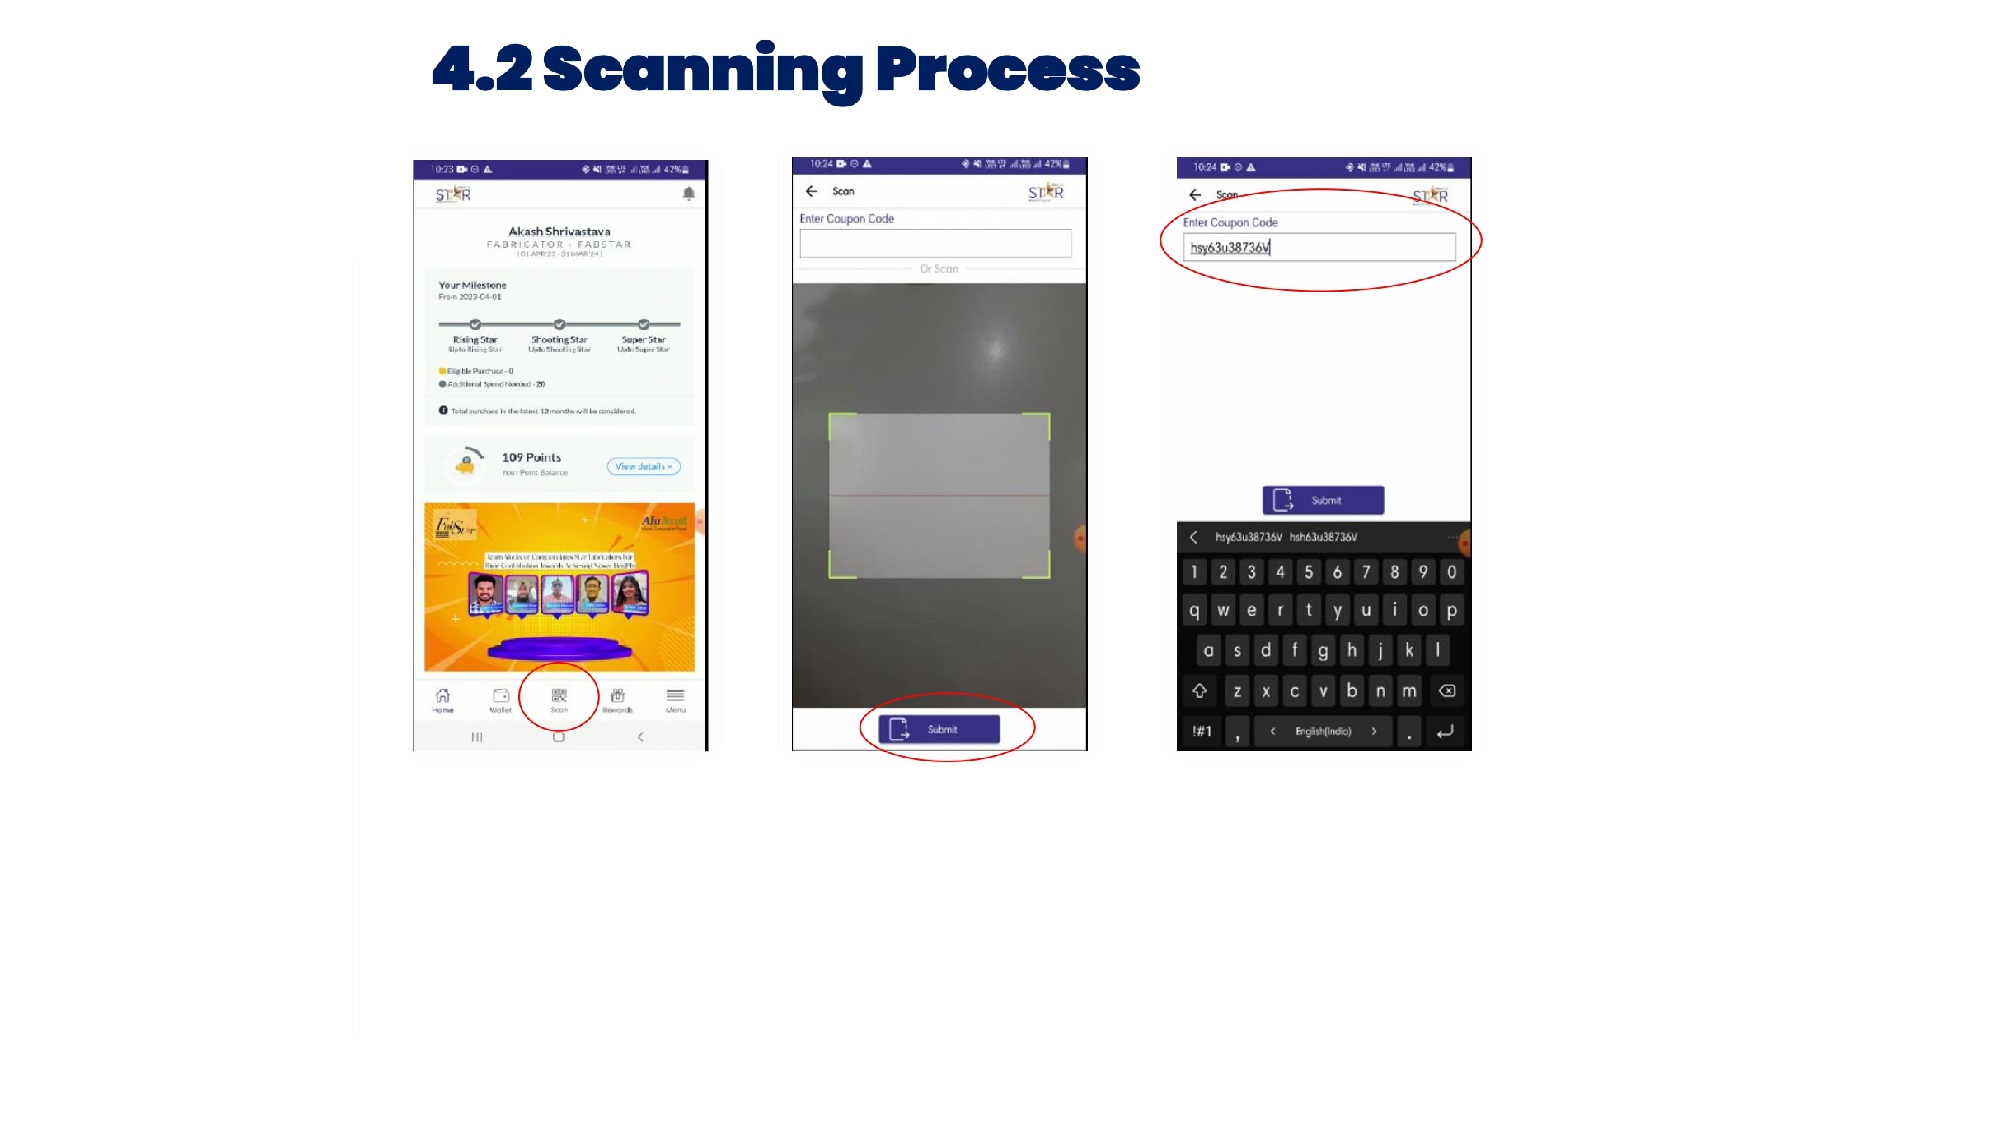 4.2 Scanning Process
10:23
42%
STAR
Akash Shrivastava
FABRICATOR - FABSTAR
(01 APR'23 - 31 MAR'24)
Your Milestone
From 2023-04-01
Rising Star
Shooting Star
Super Star
Upto Rising Star
Upto Shooting Star
Upto Super Star
Eligible Purchase - 0
Additional Spend Needed - 20
Total purchase in the latest 12 months will be considered.
109 Points
Your Point Balance
View details »
FabStar
Home
Wallet
Scan
Rewards
Menu
10:24
42%
Scan
STAR
Enter Coupon Code
Or Scan
Submit
10:24
42%
Scan
STAR
Enter Coupon Code
hsy63u38736V
Submit
hsy63u38736V hsh63u38736V
1 2 3 4 5 6 7 8 9 0
q w e r t y u i o p
a s d f g h j k l
z x c v b n m
!#1 , < English(India) > .